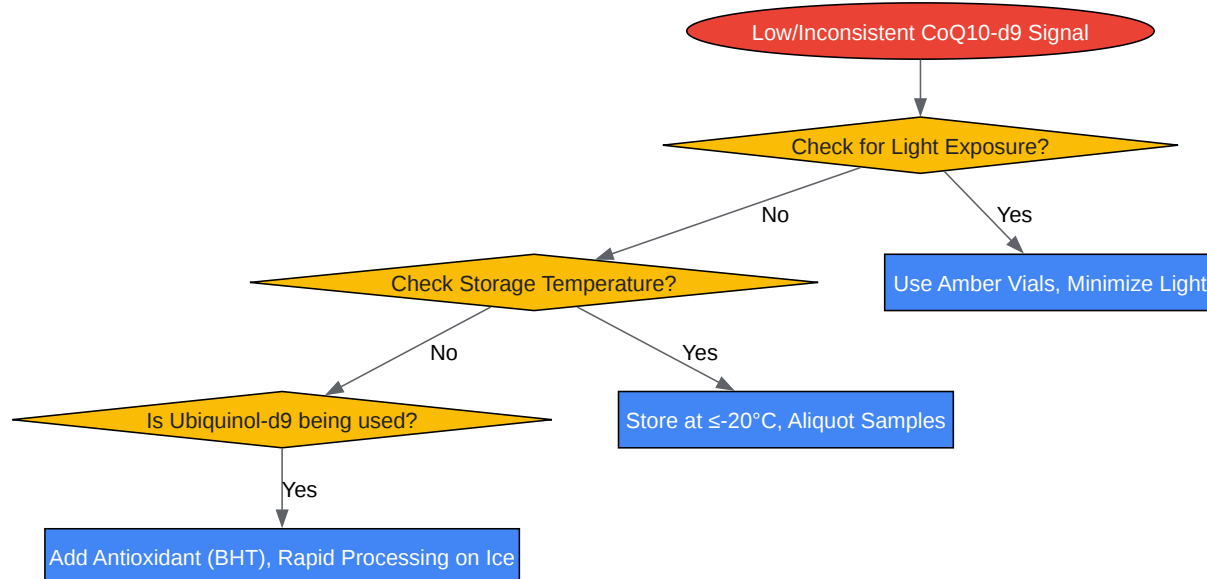 Low/Inconsistent CoQ10-d9 Signal
Check for Light Exposure?
No
Yes
Check Storage Temperature?
Use Amber Vials, Minimize Light
No
Yes
Is Ubiquinol-d9 being used?
Store at ≤-20°C, Aliquot Samples
Yes
Add Antioxidant (BHT), Rapid Processing on Ice